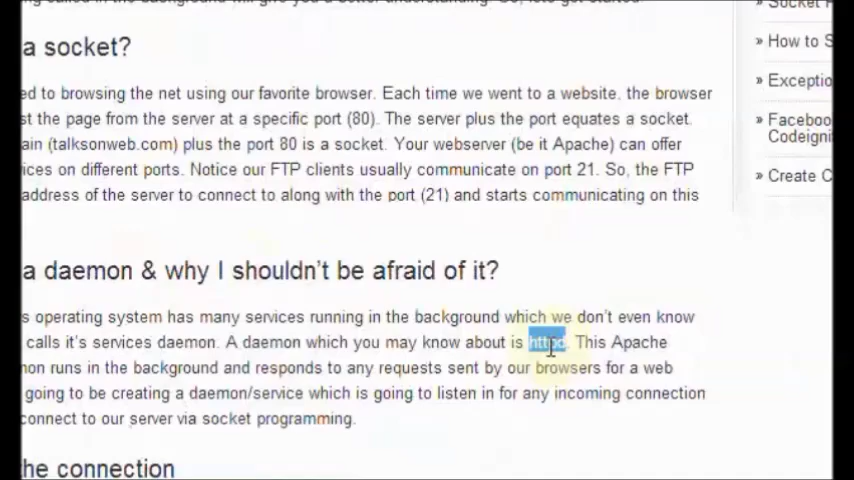 a socket?
ed to browsing the net using our favorite browser. Each time we went to a website, the browser
st the page from the server at a specific port (80). The server plus the port equates a socket.
ain (talksonweb.com) plus the port 80 is a socket. Your webserver (be it Apache) can offer
ices on different ports. Notice our FTP clients usually communicate on port 21. So, the FTP
address of the server to connect to along with the port (21) and starts communicating on this
a daemon & why I shouldn't be afraid of it?
s operating system has many services running in the background which we don't even know
calls it's services daemon. A daemon which you may know about is httpd. This Apache
non runs in the background and responds to any requests sent by our browsers for a web
going to be creating a daemon/service which is going to listen in for any incoming connection
connect to our server via socket programming.
the connection
» How to S
» Exceptio
» Faceboo
Codeigni
» Create C